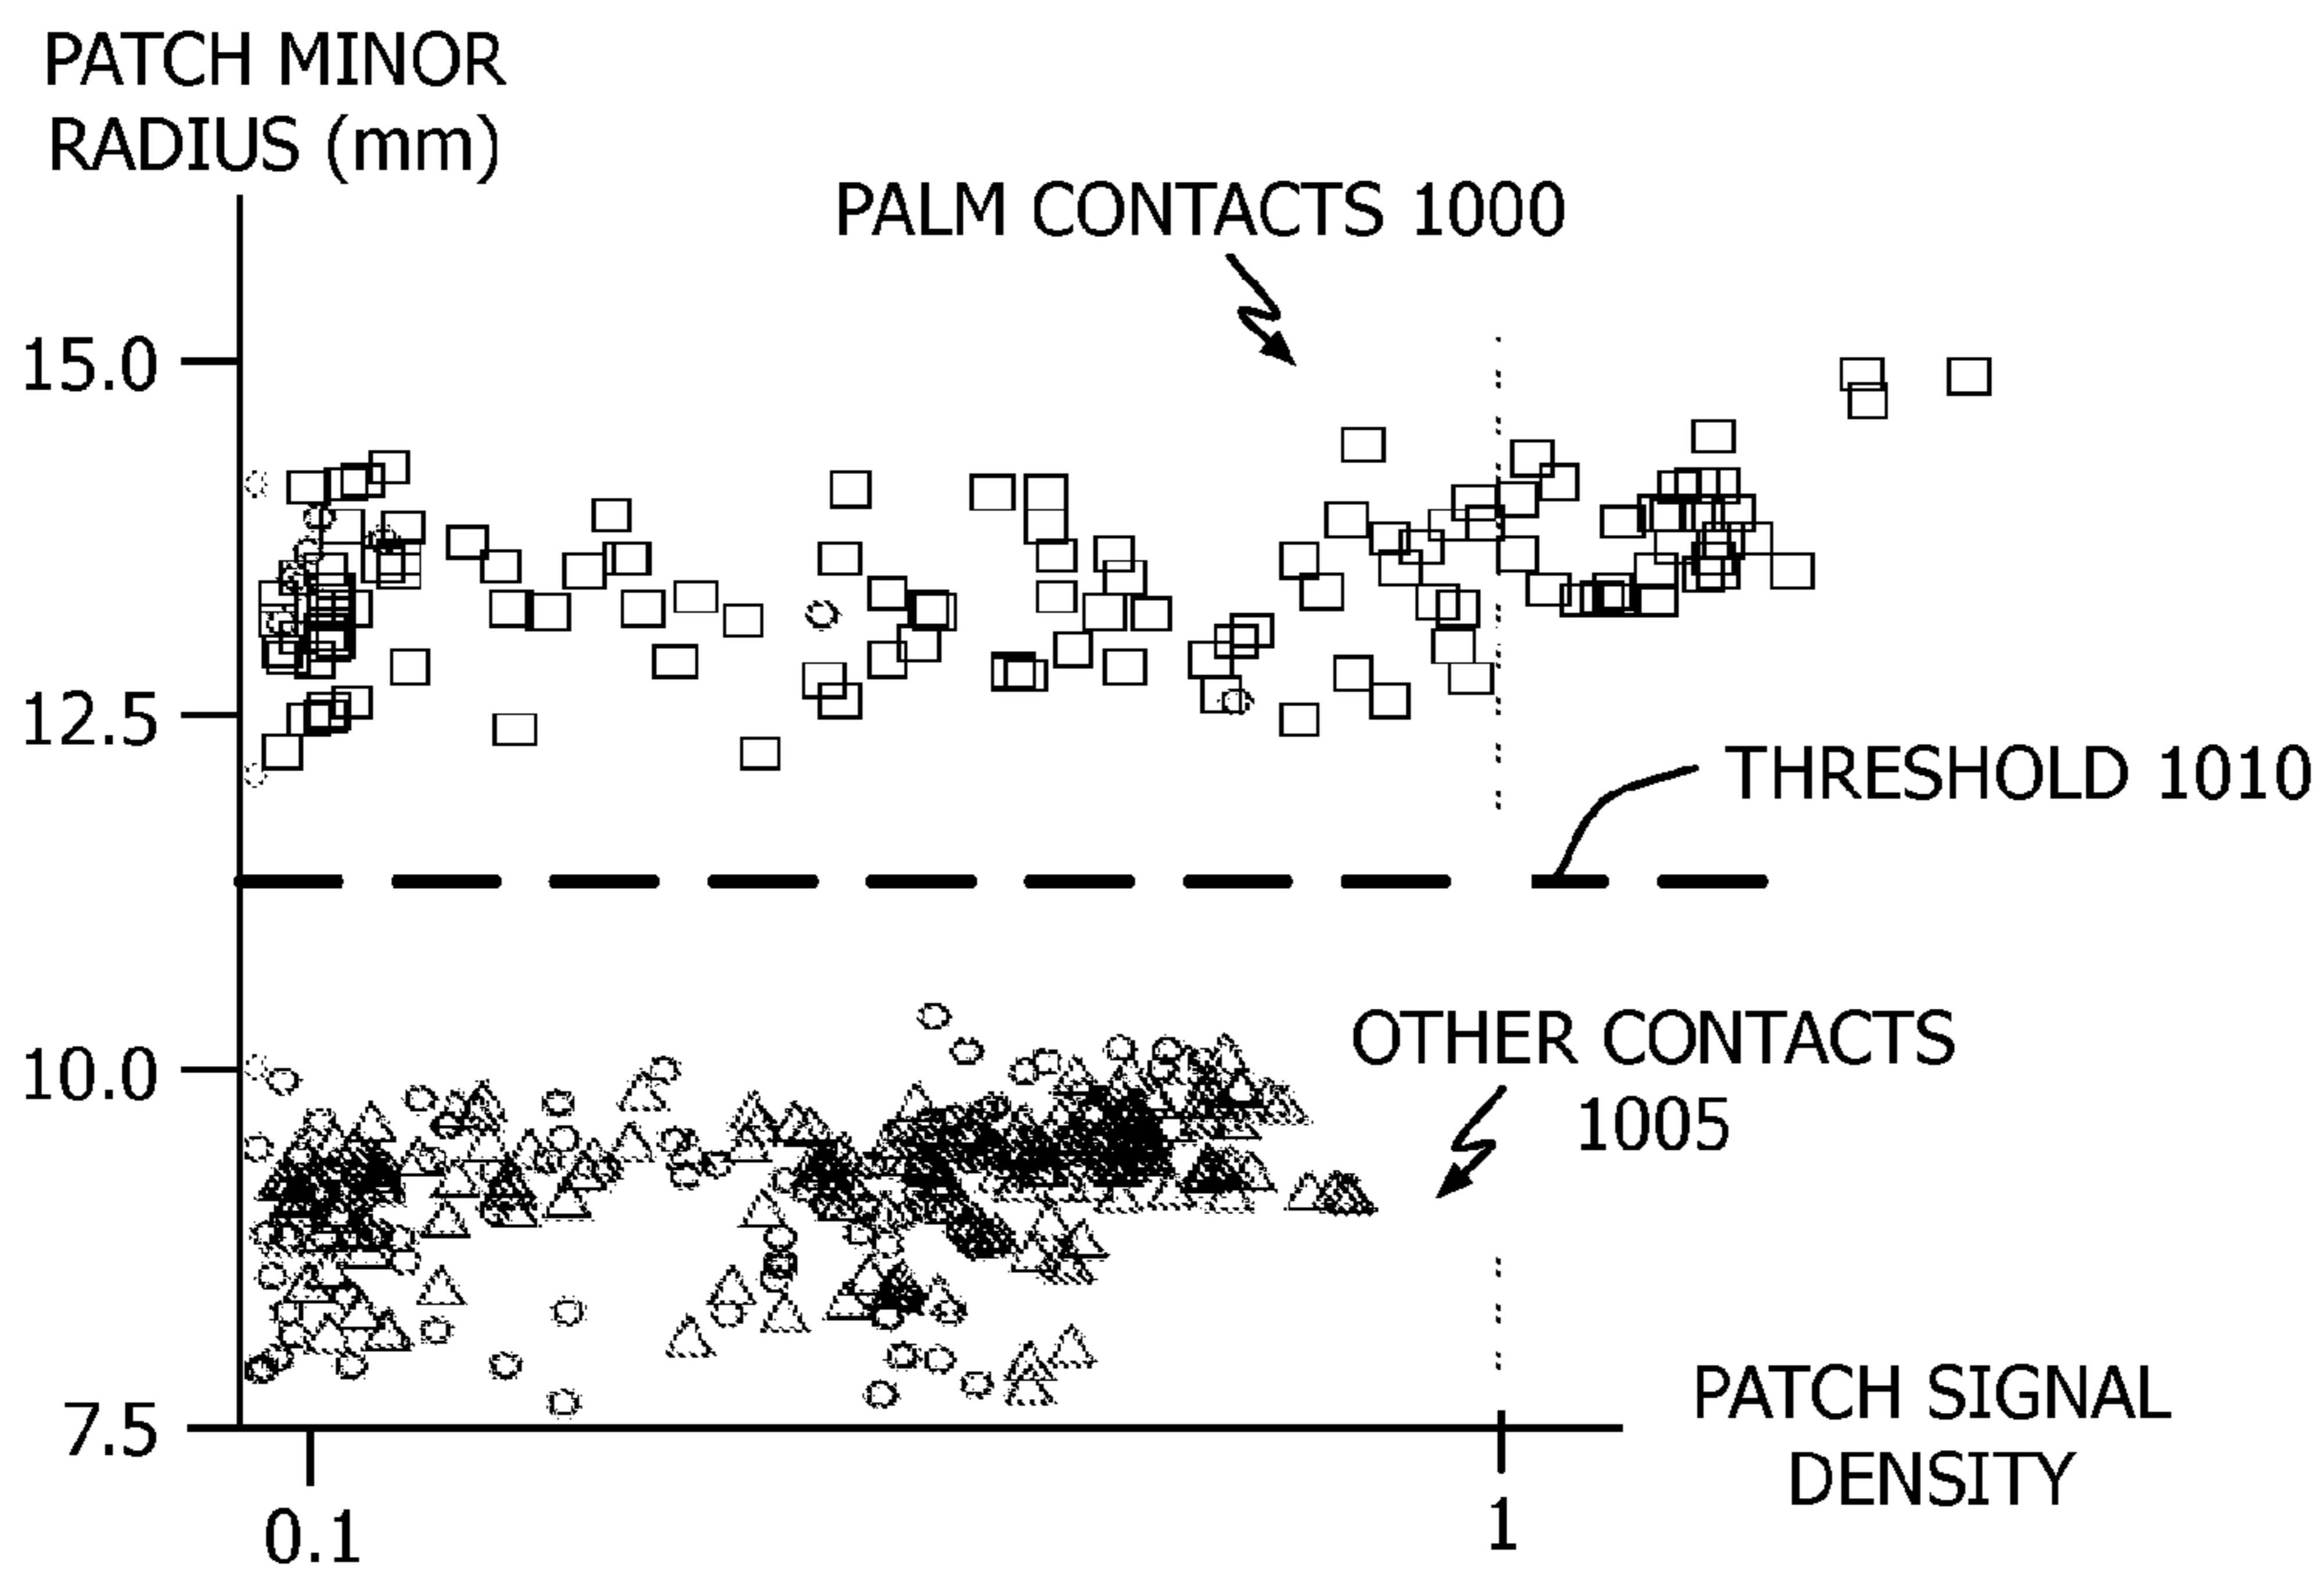 PATCH MINOR
RADIUS (mm)
PALM CONTACTS 1000
15.0
12.5
THRESHOLD 1010
10.0
OTHER CONTACTS
1005
7.5
PATCH SIGNAL
DENSITY
0.1
1